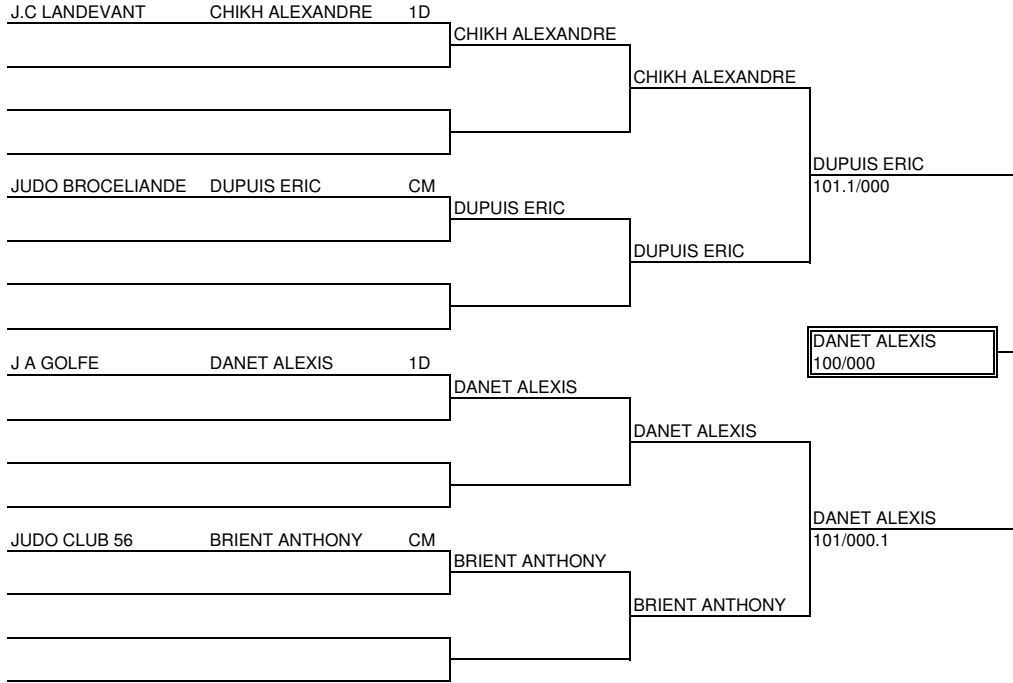 J.C LANDEVANT CHIKH ALEXANDRE 1D
CHIKH ALEXANDRE
CHIKH ALEXANDRE
DUPUIS ERIC
101.1/000
JUDO BROCELIANDE DUPUIS ERIC CM
DUPUIS ERIC
DUPUIS ERIC
DANET ALEXIS
100/000
J A GOLFE DANET ALEXIS 1D
DANET ALEXIS
DANET ALEXIS
DANET ALEXIS
101/000.1
JUDO CLUB 56 BRIENT ANTHONY CM
BRIENT ANTHONY
BRIENT ANTHONY